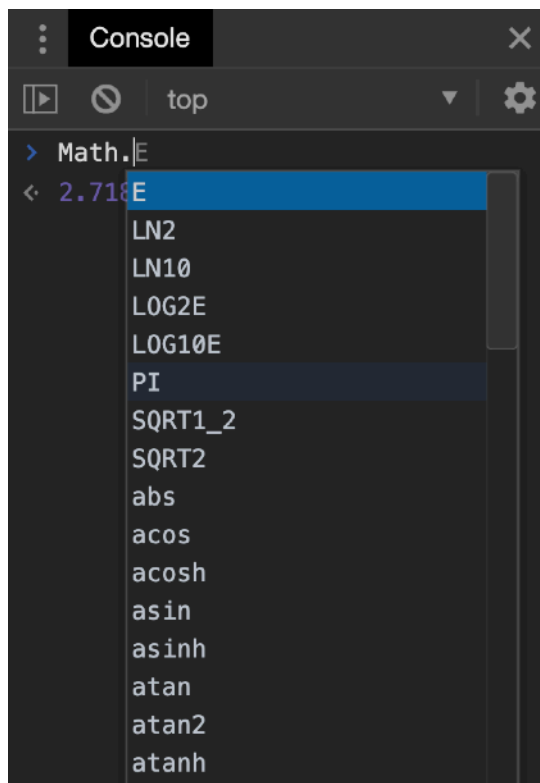 Console
top
Math.E
2.718
E
LN2
LN10
LOG2E
LOG10E
PI
SQRT1_2
SQRT2
abs
acos
acosh
asin
asinh
atan
atan2
atanh